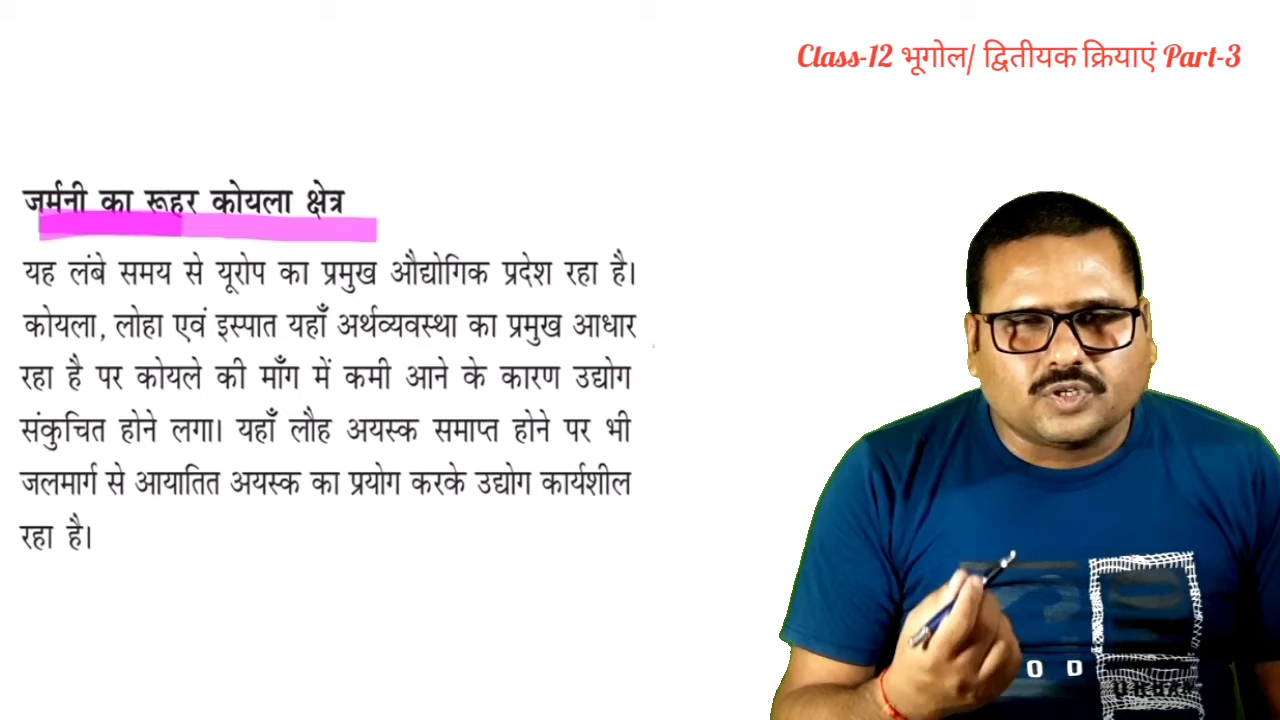 Class-12 भूगोल/ द्वितीयक क्रियाएं Part-3
जर्मनी का रूहर कोयला क्षेत्र
यह लंबे समय से यूरोप का प्रमुख औद्योगिक प्रदेश रहा है।
कोयला, लोहा एवं इस्पात यहाँ अर्थव्यवस्था का प्रमुख आधार
रहा है पर कोयले की माँग में कमी आने के कारण उद्योग
संकुचित होने लगा। यहाँ लौह अयस्क समाप्त होने पर भी
जलमार्ग से आयातित अयस्क का प्रयोग करके उद्योग कार्यशील
रहा है।
O D